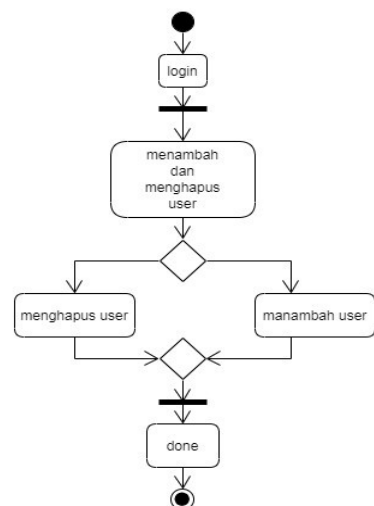 login
menambah
dan
menghapus
user
menghapus user
manambah user
done